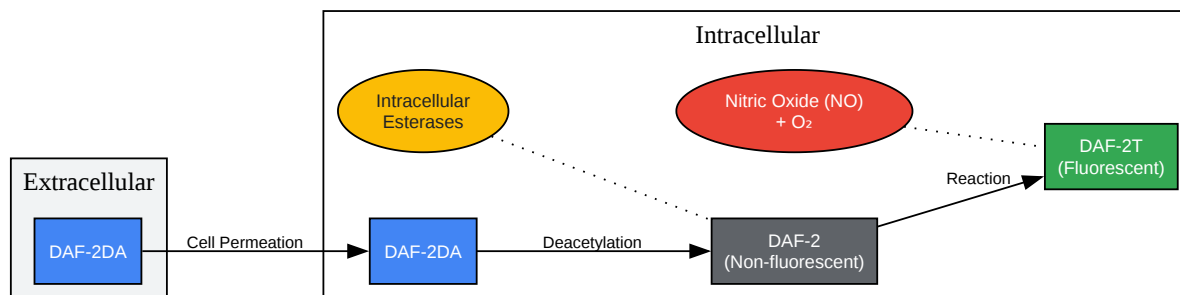 Intracellular
Intracellular
Esterases
Nitric Oxide (NO)
+ O₂
DAF-2T
(Fluorescent)
Extracellular
Reaction
DAF-2DA
Cell Permeation
DAF-2DA
Deacetylation
DAF-2
(Non-fluorescent)